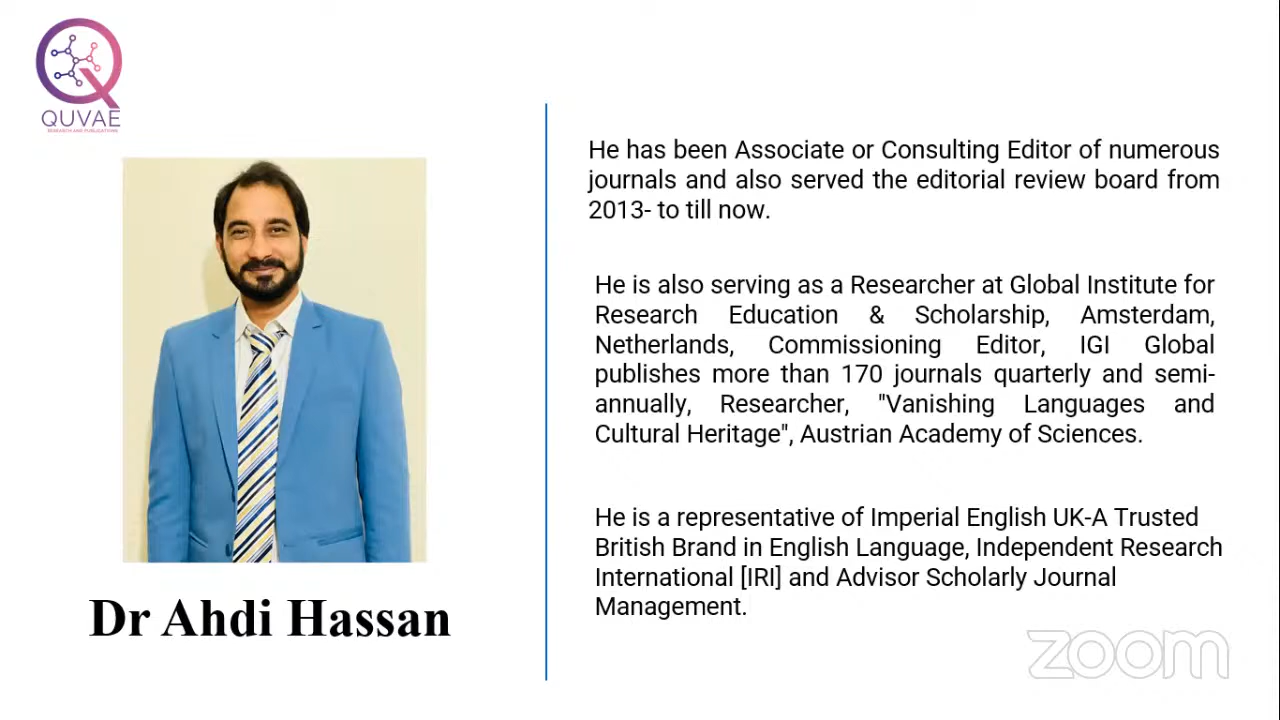 QUVAE
RESEARCH AND PUBLICATIONS
He has been Associate or Consulting Editor of numerous
journals and also served the editorial review board from
2013- to till now.
He is also serving as a Researcher at Global Institute for
Research Education & Scholarship, Amsterdam,
Netherlands, Commissioning Editor, IGI Global
publishes more than 170 journals quarterly and semi-
annually, Researcher, "Vanishing Languages and
Cultural Heritage", Austrian Academy of Sciences.
He is a representative of Imperial English UK-A Trusted
British Brand in English Language, Independent Research
International [IRI] and Advisor Scholarly Journal
Management.
Dr Ahdi Hassan
zoom